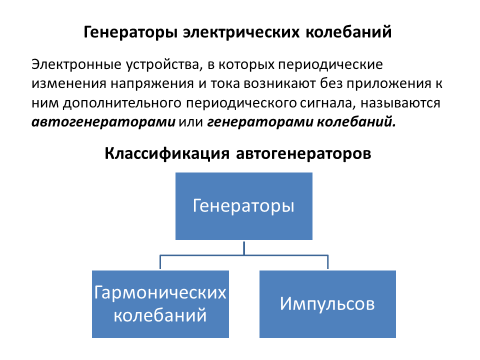 Генераторы электрических колебаний
Электронные устройства, в которых периодические
изменения напряжения и тока возникают без приложения к
ним дополнительного периодического сигнала, называются
автогенераторами или генераторами колебаний.
Классификация автогенераторов
Генераторы
Гармонических
колебаний
Импульсов